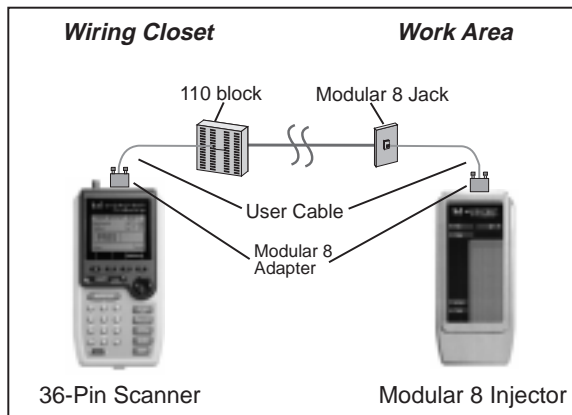 Wiring Closet
Work Area
110 block
Modular 8 Jack
User Cable
Modular 8
Adapter
36-Pin Scanner
Modular 8 Injector